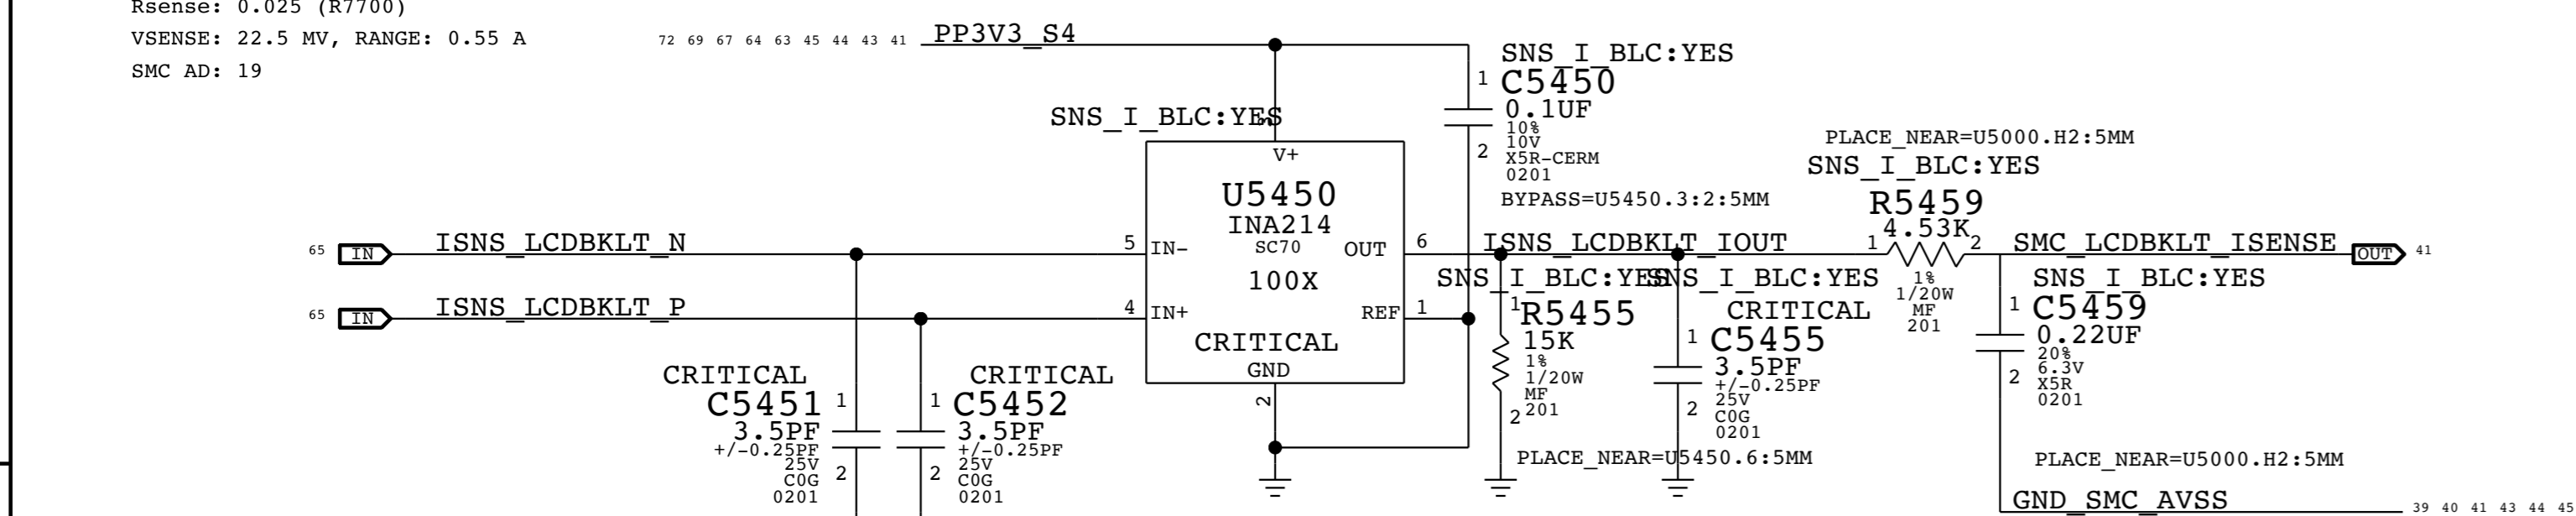 Rsense: 0.025 (R7700)
VSENSE: 22.5 MV, RANGE: 0.55 A
SMC AD: 19
72 69 67 64 63 45 44 43 41
PP3V3_S4
SNS_I_BLC:YES
3
SNS_I_BLC:YES
1
C5450
0.1UF
10%
10V
X5R-CERM
0201
2
BYPASS=U5450.3:2:5MM
V+
U5450
INA214
SC70
100X
CRITICAL
GND
2
65
IN
ISNS_LCDBKLT_N
5
IN-
65
IN
ISNS_LCDBKLT_P
4
IN+
OUT
6
REF
1
ISNS_LCDBKLT_IOUT
PLACE_NEAR=U5000.H2:5MM
SNS_I_BLC:YES
R5459
4.53K
1
2
1%
1/20W
MF
201
SMC_LCDBKLT_ISENSE
OUT
41
SNS_I_BLC:YES
1
R5455
15K
1%
1/20W
MF
201
2
PLACE_NEAR=U5450.6:5MM
SNS_I_BLC:YES
CRITICAL
1
C5455
3.5PF
+/-0.25PF
25V
C0G
0201
2
SNS_I_BLC:YES
1
C5459
0.22UF
20%
6.3V
X5R
0201
2
PLACE_NEAR=U5000.H2:5MM
GND_SMC_AVSS
39 40 41 43 44 45
CRITICAL
C5451
1
3.5PF
+/-0.25PF
25V
C0G
0201
2
CRITICAL
1
C5452
3.5PF
+/-0.25PF
25V
C0G
0201
2